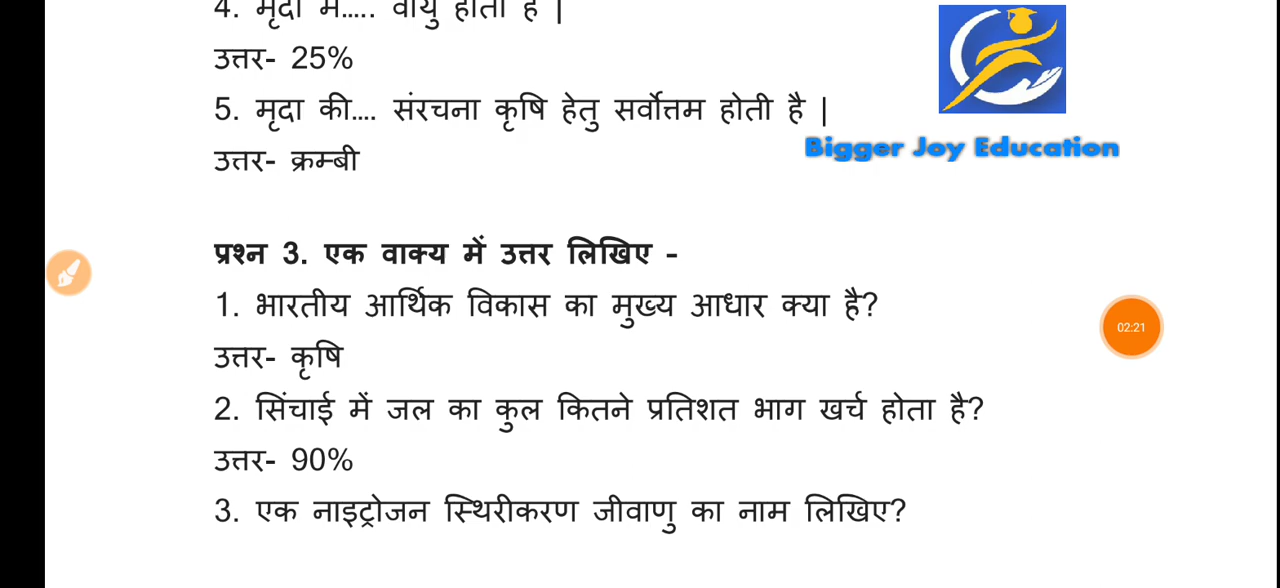 4. मृदा में..... वायु होती है |
उत्तर- 25%
5. मृदा की.... संरचना कृषि हेतु सर्वोत्तम होती है |
उत्तर- क्रम्बी
Bigger Joy Education
प्रश्न 3. एक वाक्य में उत्तर लिखिए -
1. भारतीय आर्थिक विकास का मुख्य आधार क्या है?
02:21
उत्तर- कृषि
2. सिंचाई में जल का कुल कितने प्रतिशत भाग खर्च होता है?
उत्तर- 90%
3. एक नाइट्रोजन स्थिरीकरण जीवाणु का नाम लिखिए?